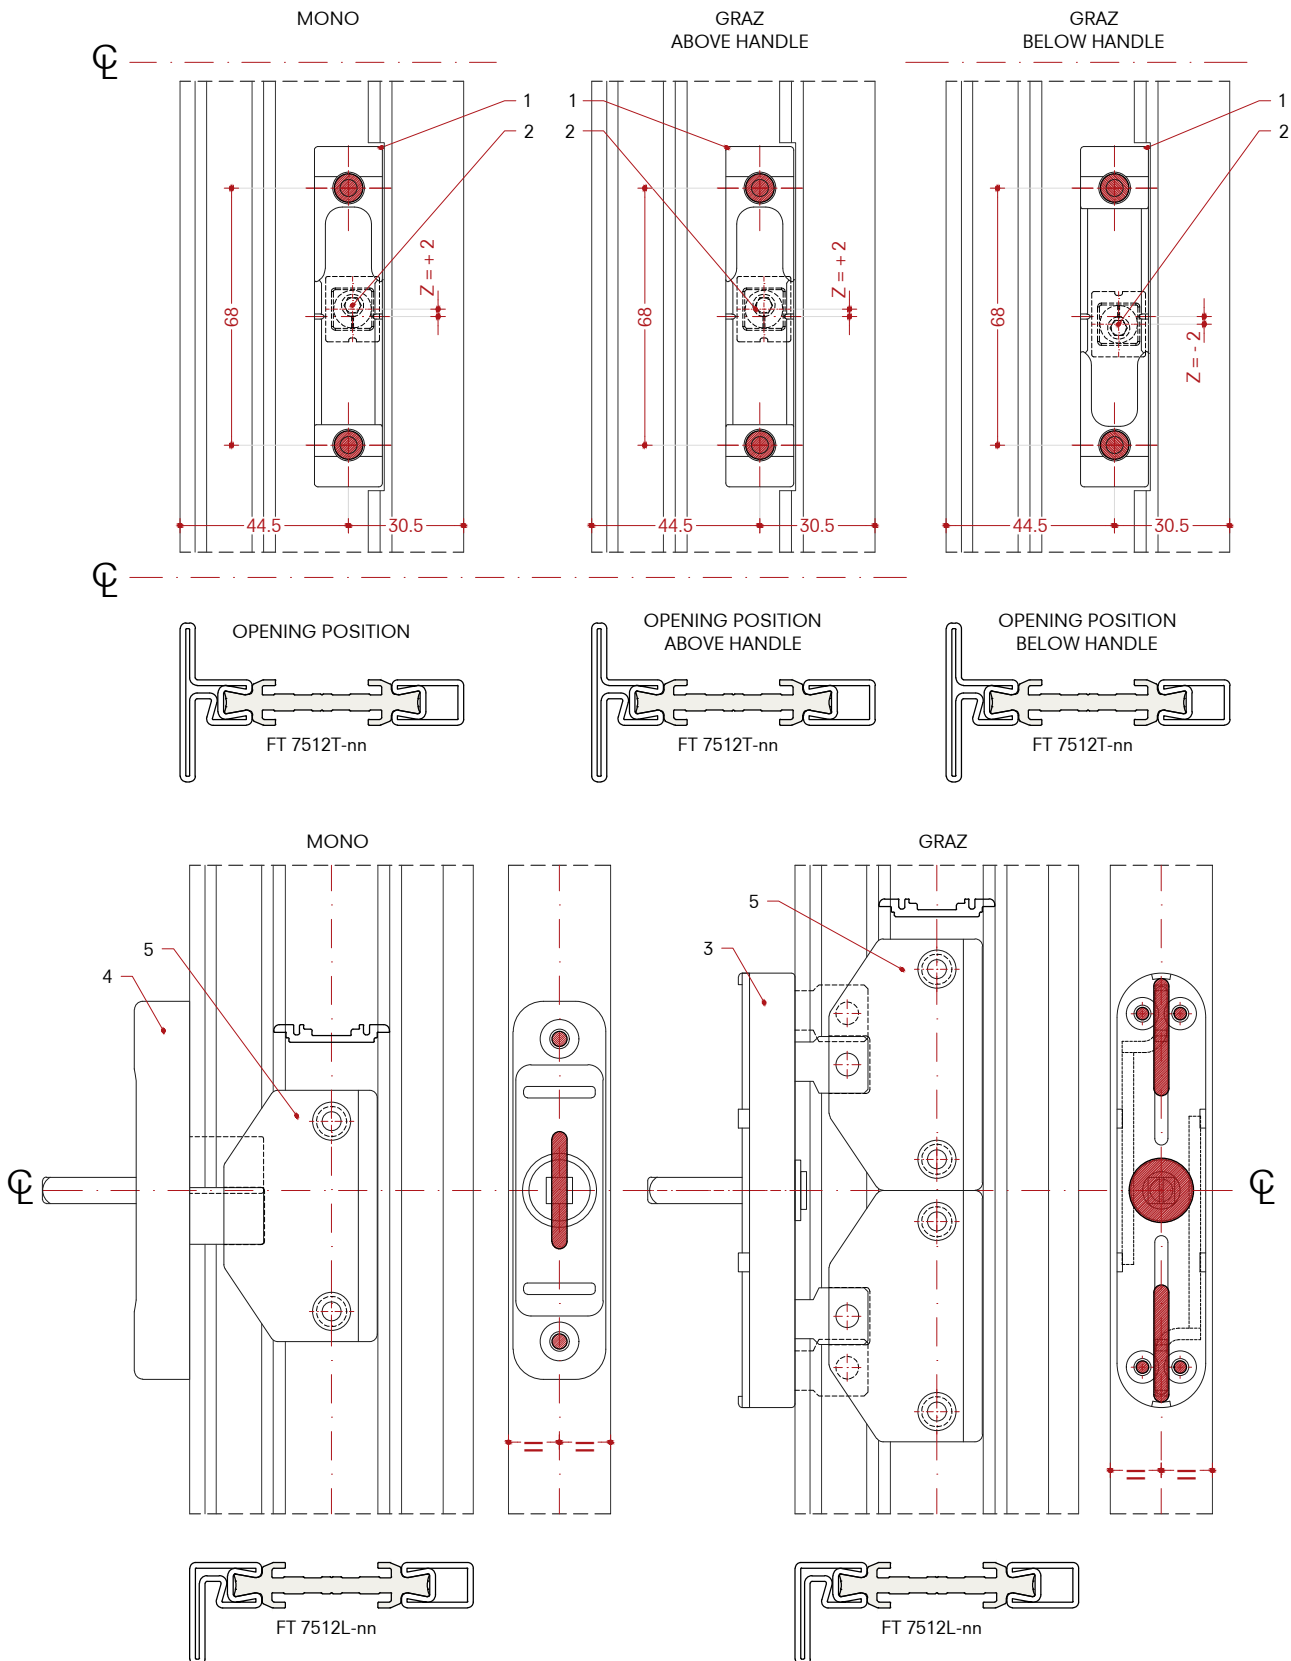 MONO
GRAZ
ABOVE HANDLE
GRAZ
BELOW HANDLE
℄
1
2
1
2
1
2
68
Z = + 2
68
Z = + 2
68
Z = - 2
44.5
30.5
44.5
30.5
44.5
30.5
℄
OPENING POSITION
OPENING POSITION
ABOVE HANDLE
OPENING POSITION
BELOW HANDLE
FT 7512T-nn
FT 7512T-nn
FT 7512T-nn
MONO
GRAZ
5
4
5
3
℄
℄
=
=
=
=
FT 7512L-nn
FT 7512L-nn